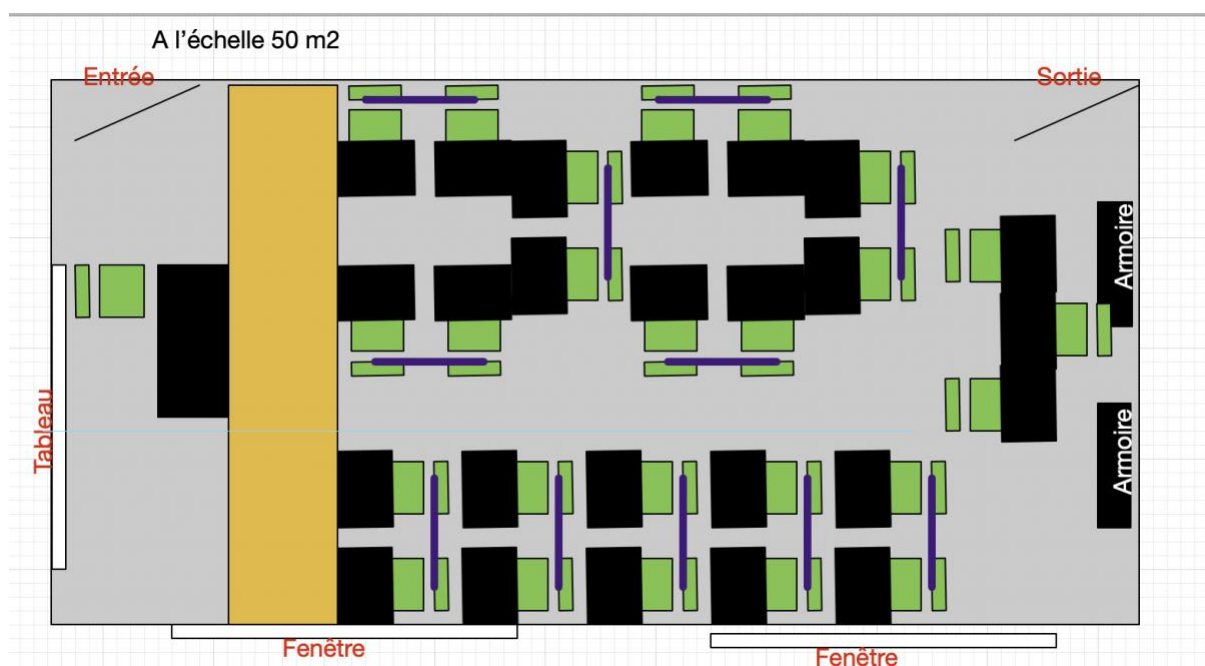 A l'échelle 50 m2
Entrée
Sortie
Armoire
Tableau
Armoire
Fenêtre
Fenêtre